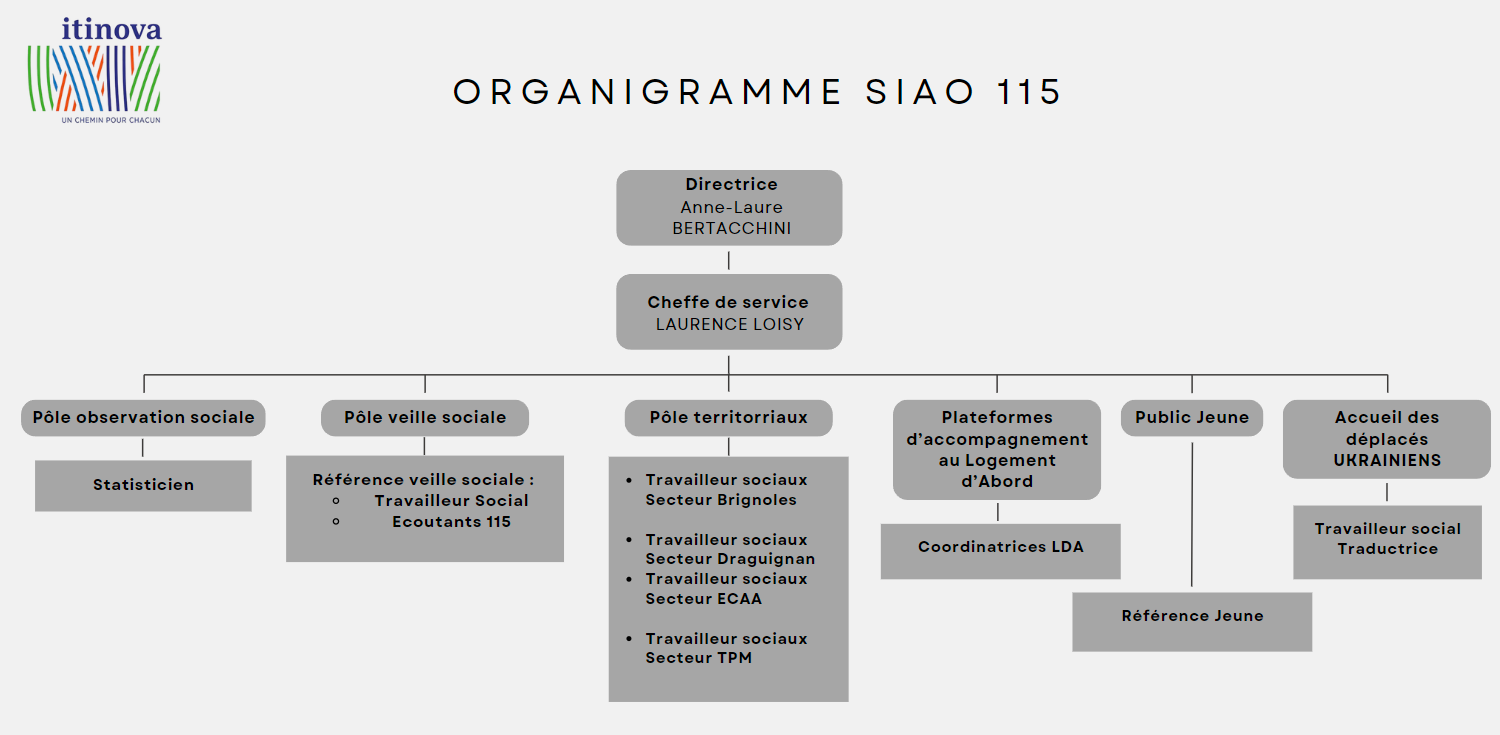 itinova
UN CHEMIN POUR CHACUN
ORGANIGRAMME SIAO 115
Directrice
Anne-Laure
BERTACCHINI
Cheffe de service
LAURENCE LOISY
Pôle observation sociale
Statisticien
Pôle veille sociale
Référence veille sociale :
Travailleur Social
Ecoutants 115
Pôle territorriaux
Travailleur sociaux
Secteur Brignoles
Travailleur sociaux
Secteur Draguignan
Travailleur sociaux
Secteur ECAA
Travailleur sociaux
Secteur TPM
Plateformes
d'accompagnement
au Logement
d'Abord
Coordinatrices LDA
Public Jeune
Référence Jeune
Accueil des
déplacés
UKRAINIENS
Travailleur social
Traductrice